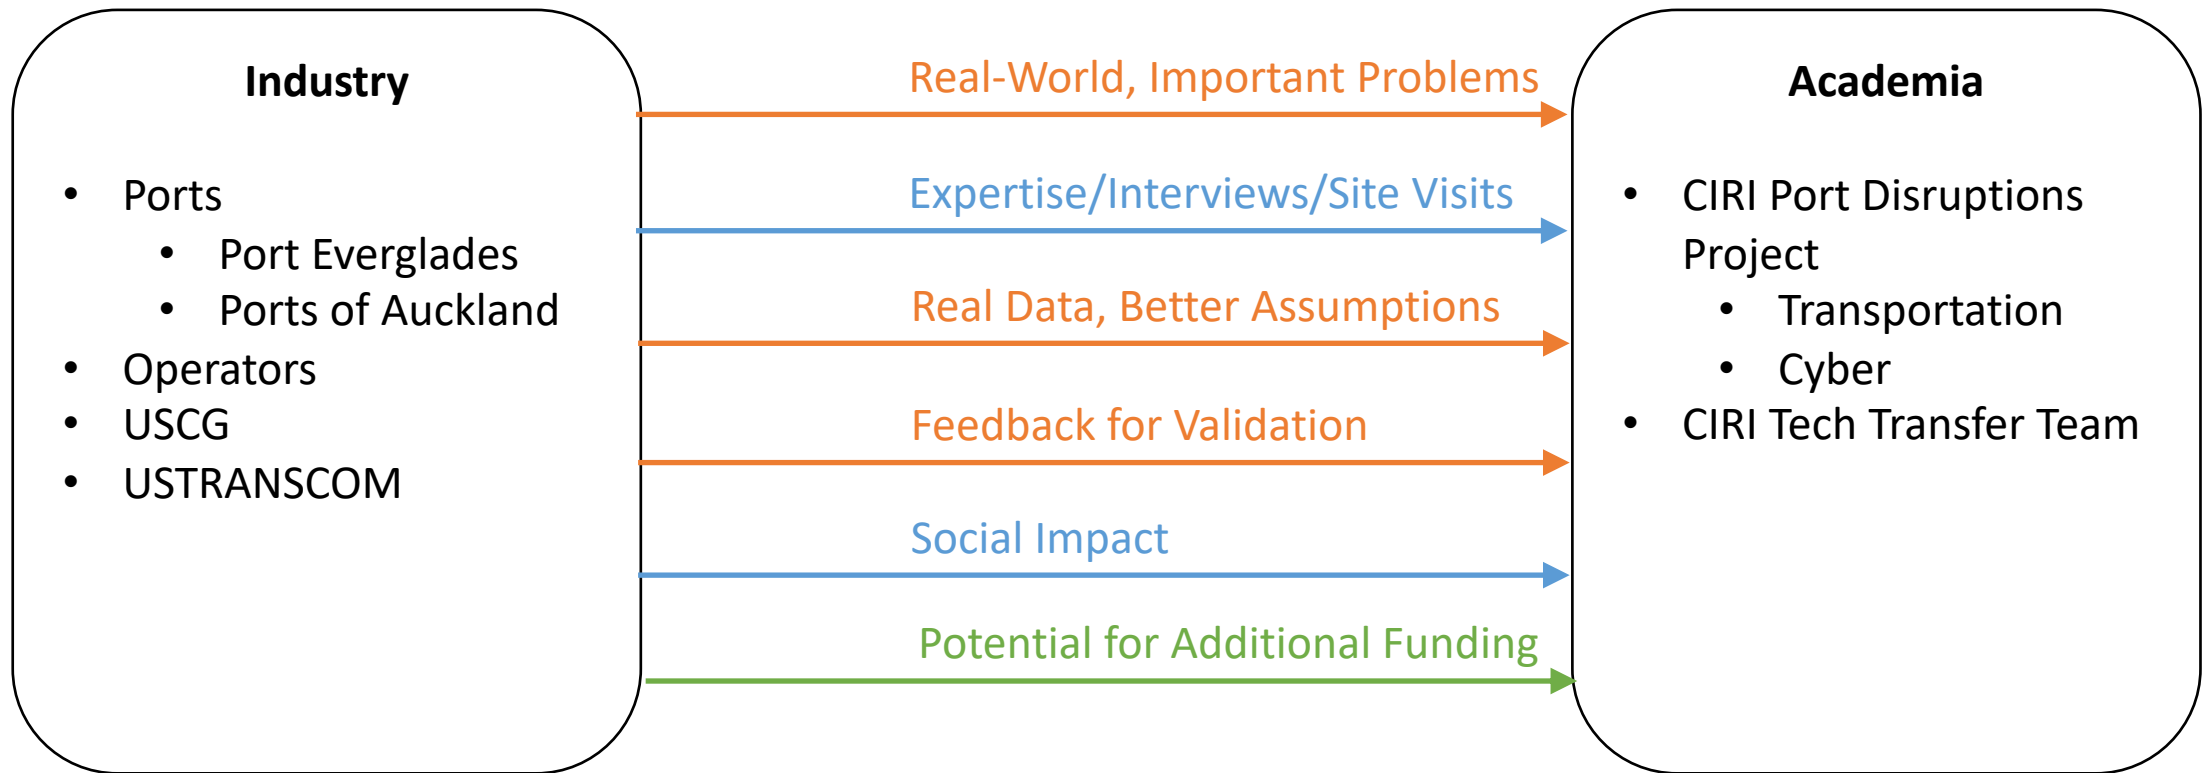 Industry
• Ports
• Port Everglades
• Ports of Auckland
• Operators
• USCG
• USTRANSCOM
Real-World, Important Problems
Expertise/Interviews/Site Visits
Real Data, Better Assumptions
Feedback for Validation
Social Impact
Potential for Additional Funding
Academia
• CIRI Port Disruptions
Project
• Transportation
• Cyber
• CIRI Tech Transfer Team